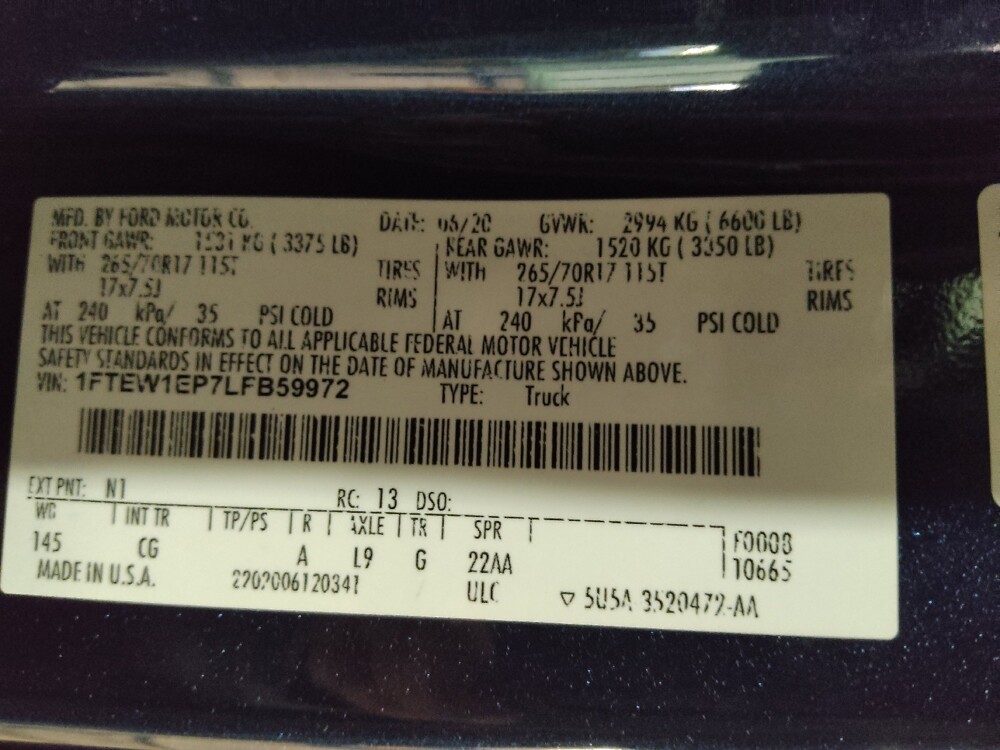 MFD. BY FORD MOTOR CO. DATE: 06/20 GVWR: 2994 KG ( 6600 LB)
FRONT GAWR: 1531 KG ( 3375 LB) REAR GAWR: 1520 KG ( 3350 LB)
WITH 265/70R17 115T TIRES WITH 265/70R17 115T TIRES
17x7.5J RIMS 17x7.5J RIMS
AT 240 kPa/ 35 PSI COLD AT 240 kPa/ 35 PSI COLD
THIS VEHICLE CONFORMS TO ALL APPLICABLE FEDERAL MOTOR VEHICLE
SAFETY STANDARDS IN EFFECT ON THE DATE OF MANUFACTURE SHOWN ABOVE.
VIN: 1FTEW1EP7LFB59972 TYPE: Truck
EXT PNT: N1 RC: 13 DSO:
WB INT TR TP/PS R AXLE TR SPR F0008
145 CG A L9 G 22AA 10665
MADE IN U.S.A. 2202006120341 ULC ▽ 5U5A 3520472-AA